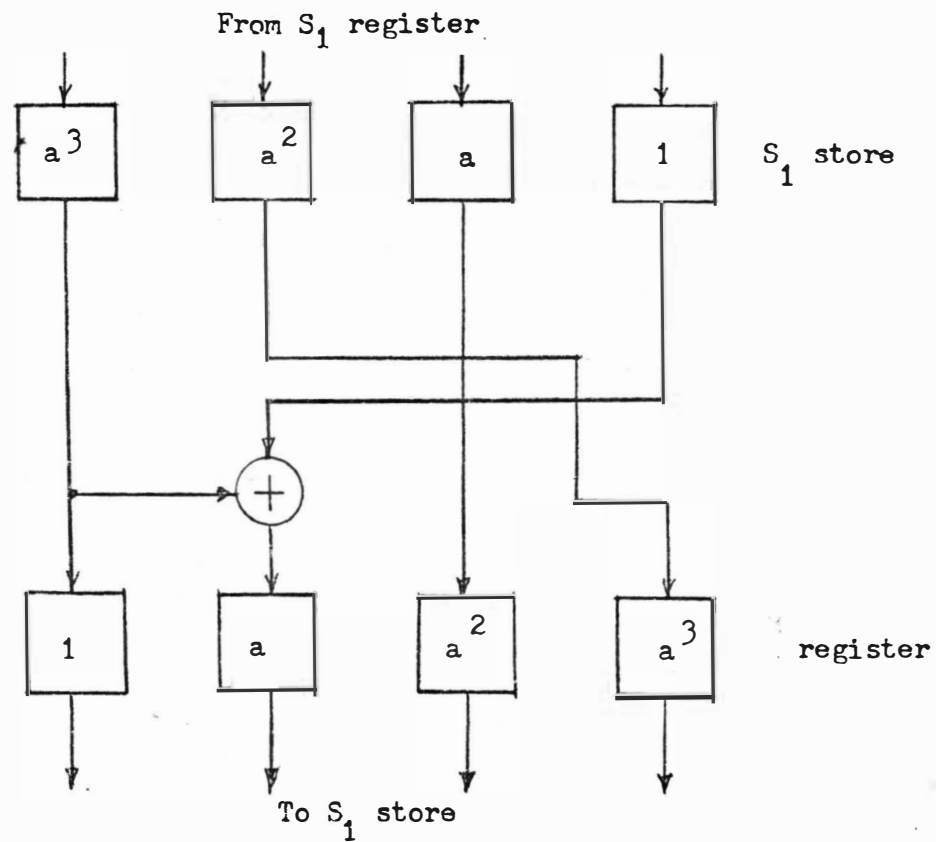 From S₁ register
a³ a² a 1 S₁ store
+
1 a a² a³ register
To S₁ store